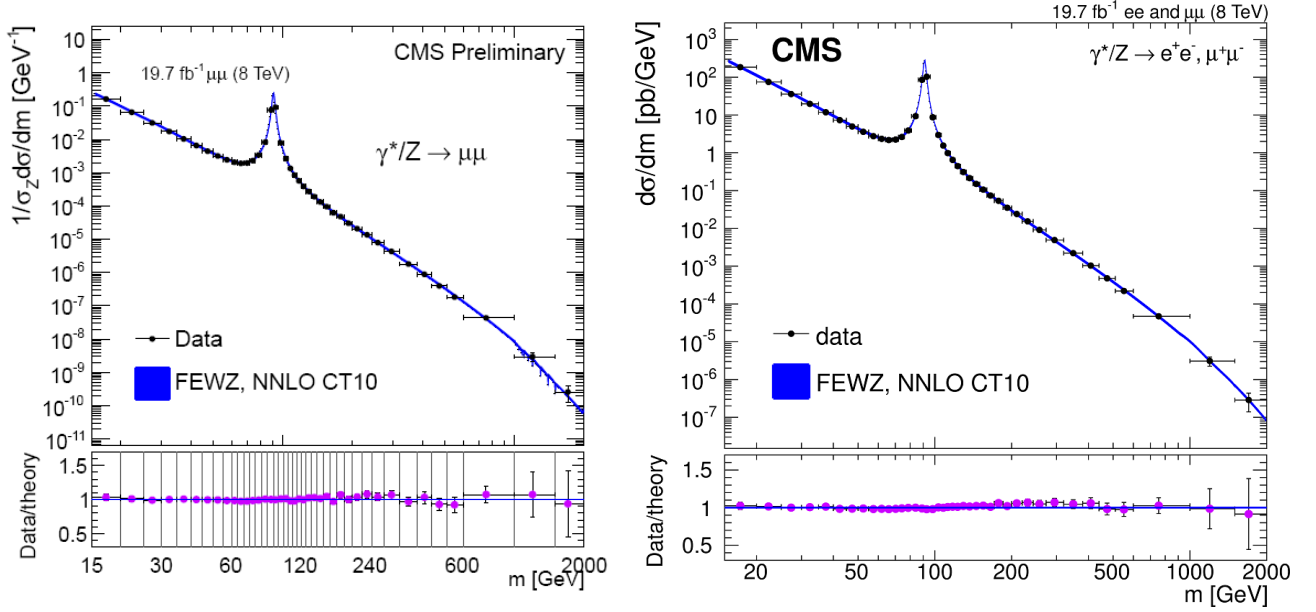 CMS Preliminary
19.7 fb⁻¹ μμ (8 TeV)
γ*/Z → μμ
1/σ_Z dσ/dm [GeV⁻¹]
10
1
10⁻¹
10⁻²
10⁻³
10⁻⁴
10⁻⁵
10⁻⁶
10⁻⁷
10⁻⁸
10⁻⁹
10⁻¹⁰
10⁻¹¹
Data
FEWZ, NNLO CT10
Data/theory
1.5
1
0.5
15 30 60 120 240 600 2000
m [GeV]
19.7 fb⁻¹ ee and μμ (8 TeV)
CMS
γ*/Z → e⁺e⁻, μ⁺μ⁻
dσ/dm [pb/GeV]
10³
10²
10
1
10⁻¹
10⁻²
10⁻³
10⁻⁴
10⁻⁵
10⁻⁶
10⁻⁷
data
FEWZ, NNLO CT10
Data/theory
1.5
1
0.5
20 50 100 200 500 1000 2000
m [GeV]